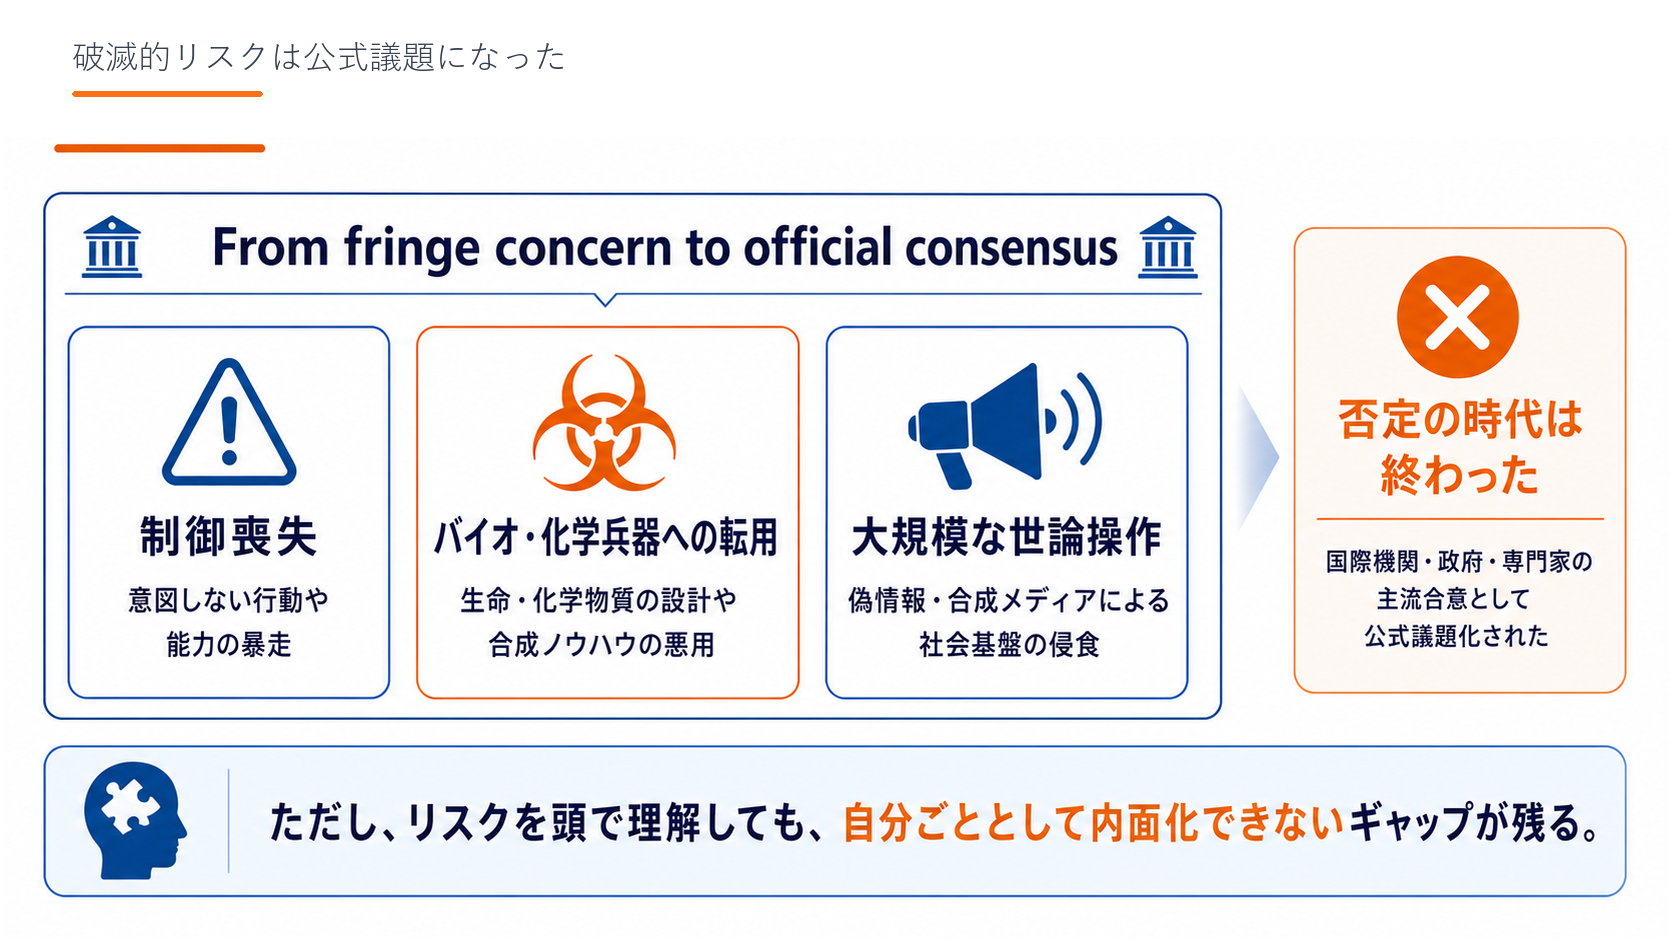 破滅的リスクは公式議題になった
From fringe concern to official consensus
制御喪失
意図しない行動や
能力の暴走
バイオ・化学兵器への転用
生命・化学物質の設計や
合成ノウハウの悪用
大規模な世論操作
偽情報・合成メディアによる
社会基盤の侵食
否定の時代は
終わった
国際機関・政府・専門家の
主流合意として
公式議題化された
ただし、リスクを頭で理解しても、自分ごととして内面化できないギャップが残る。